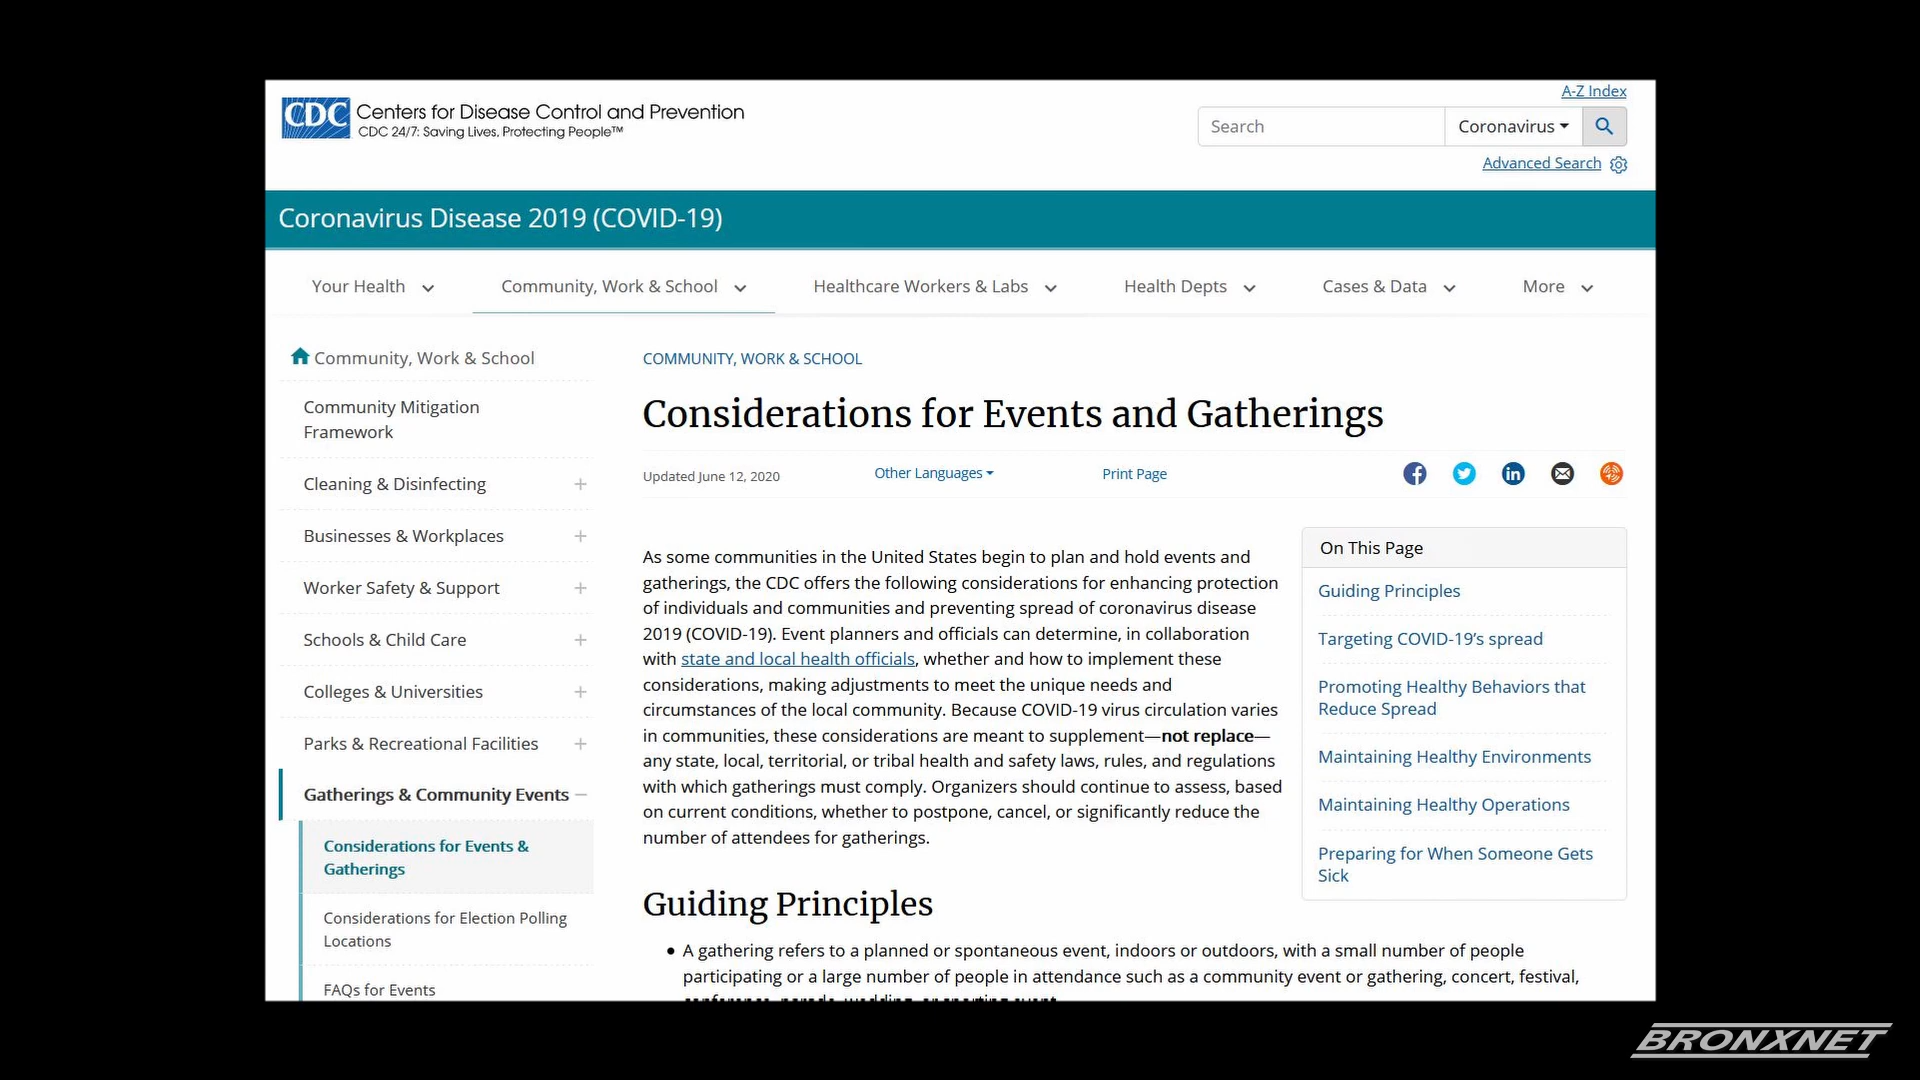 CDC Centers for Disease Control and Prevention
CDC 24/7: Saving Lives, Protecting People™
A-Z Index
Search
Coronavirus
Advanced Search
Coronavirus Disease 2019 (COVID-19)
Your Health
Community, Work & School
Healthcare Workers & Labs
Health Depts
Cases & Data
More
Community, Work & School
Community Mitigation
Framework
Cleaning & Disinfecting
Businesses & Workplaces
Worker Safety & Support
Schools & Child Care
Colleges & Universities
Parks & Recreational Facilities
Gatherings & Community Events
Considerations for Events &
Gatherings
Considerations for Election Polling
Locations
FAQs for Events
COMMUNITY, WORK & SCHOOL
Considerations for Events and Gatherings
Updated June 12, 2020
Other Languages
Print Page
As some communities in the United States begin to plan and hold events and
gatherings, the CDC offers the following considerations for enhancing protection
of individuals and communities and preventing spread of coronavirus disease
2019 (COVID-19). Event planners and officials can determine, in collaboration
with state and local health officials, whether and how to implement these
considerations, making adjustments to meet the unique needs and
circumstances of the local community. Because COVID-19 virus circulation varies
in communities, these considerations are meant to supplement—not replace—
any state, local, territorial, or tribal health and safety laws, rules, and regulations
with which gatherings must comply. Organizers should continue to assess, based
on current conditions, whether to postpone, cancel, or significantly reduce the
number of attendees for gatherings.
On This Page
Guiding Principles
Targeting COVID-19's spread
Promoting Healthy Behaviors that
Reduce Spread
Maintaining Healthy Environments
Maintaining Healthy Operations
Preparing for When Someone Gets
Sick
Guiding Principles
• A gathering refers to a planned or spontaneous event, indoors or outdoors, with a small number of people
participating or a large number of people in attendance such as a community event or gathering, concert, festival,
BRONXNET